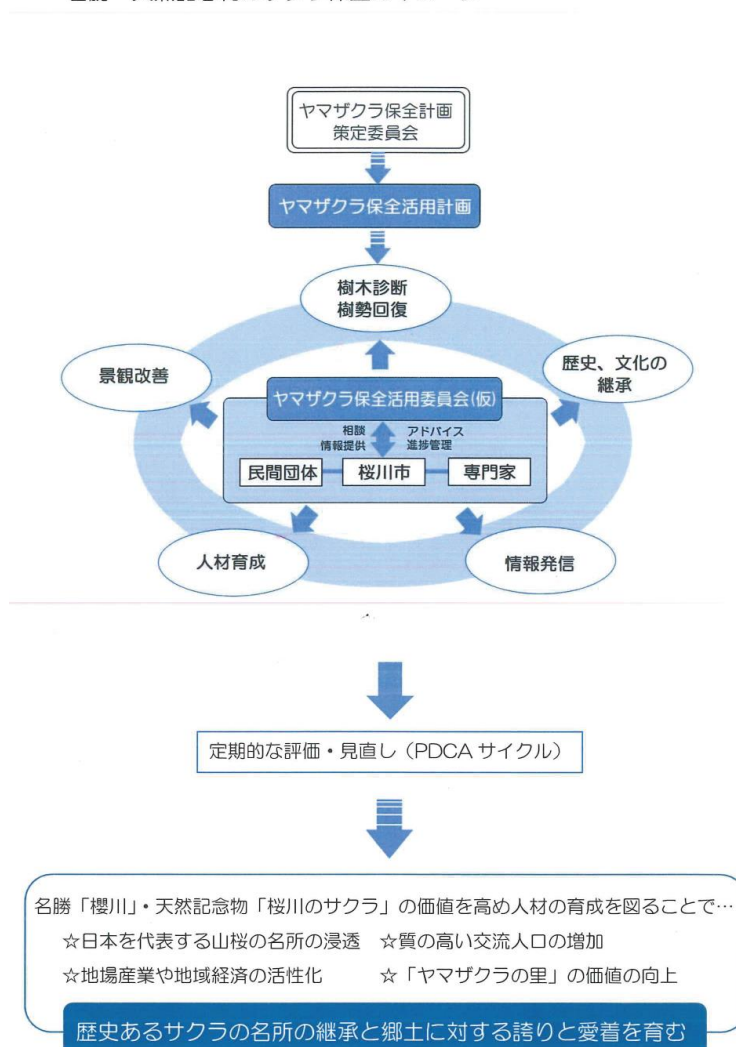 ヤマザクラ保全計画
策定委員会
ヤマザクラ保全活用計画
樹木診断
樹勢回復
景観改善
歴史、文化の
継承
ヤマザクラ保全活用委員会(仮)
相談
情報提供
アドバイス
進捗管理
民間団体
桜川市
専門家
人材育成
情報発信
定期的な評価・見直し（PDCA サイクル）
名勝「櫻川」・天然記念物「桜川のサクラ」の価値を高め人材の育成を図ることで…
☆日本を代表する山桜の名所の浸透 ☆質の高い交流人口の増加
☆地場産業や地域経済の活性化 ☆「ヤマザクラの里」の価値の向上
歴史あるサクラの名所の継承と郷土に対する誇りと愛着を育む